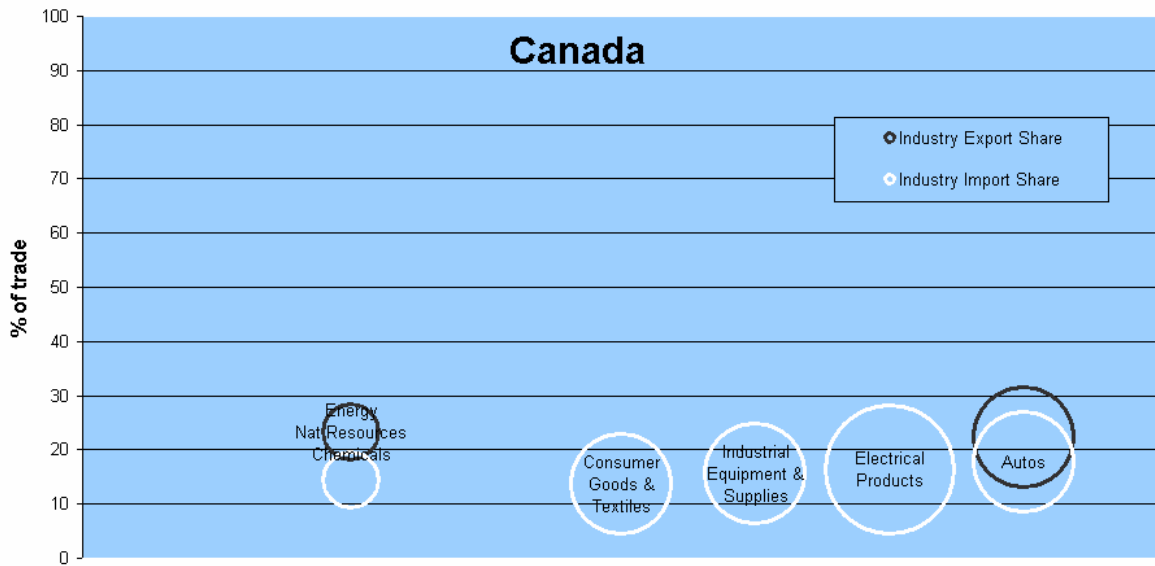 Canada
% of trade
100
90
80
70
60
50
40
30
20
10
0
Industry Export Share
Industry Import Share
Energy
Nat Resources
Chemicals
Consumer
Goods &
Textiles
Industrial
Equipment &
Supplies
Electrical
Products
Autos